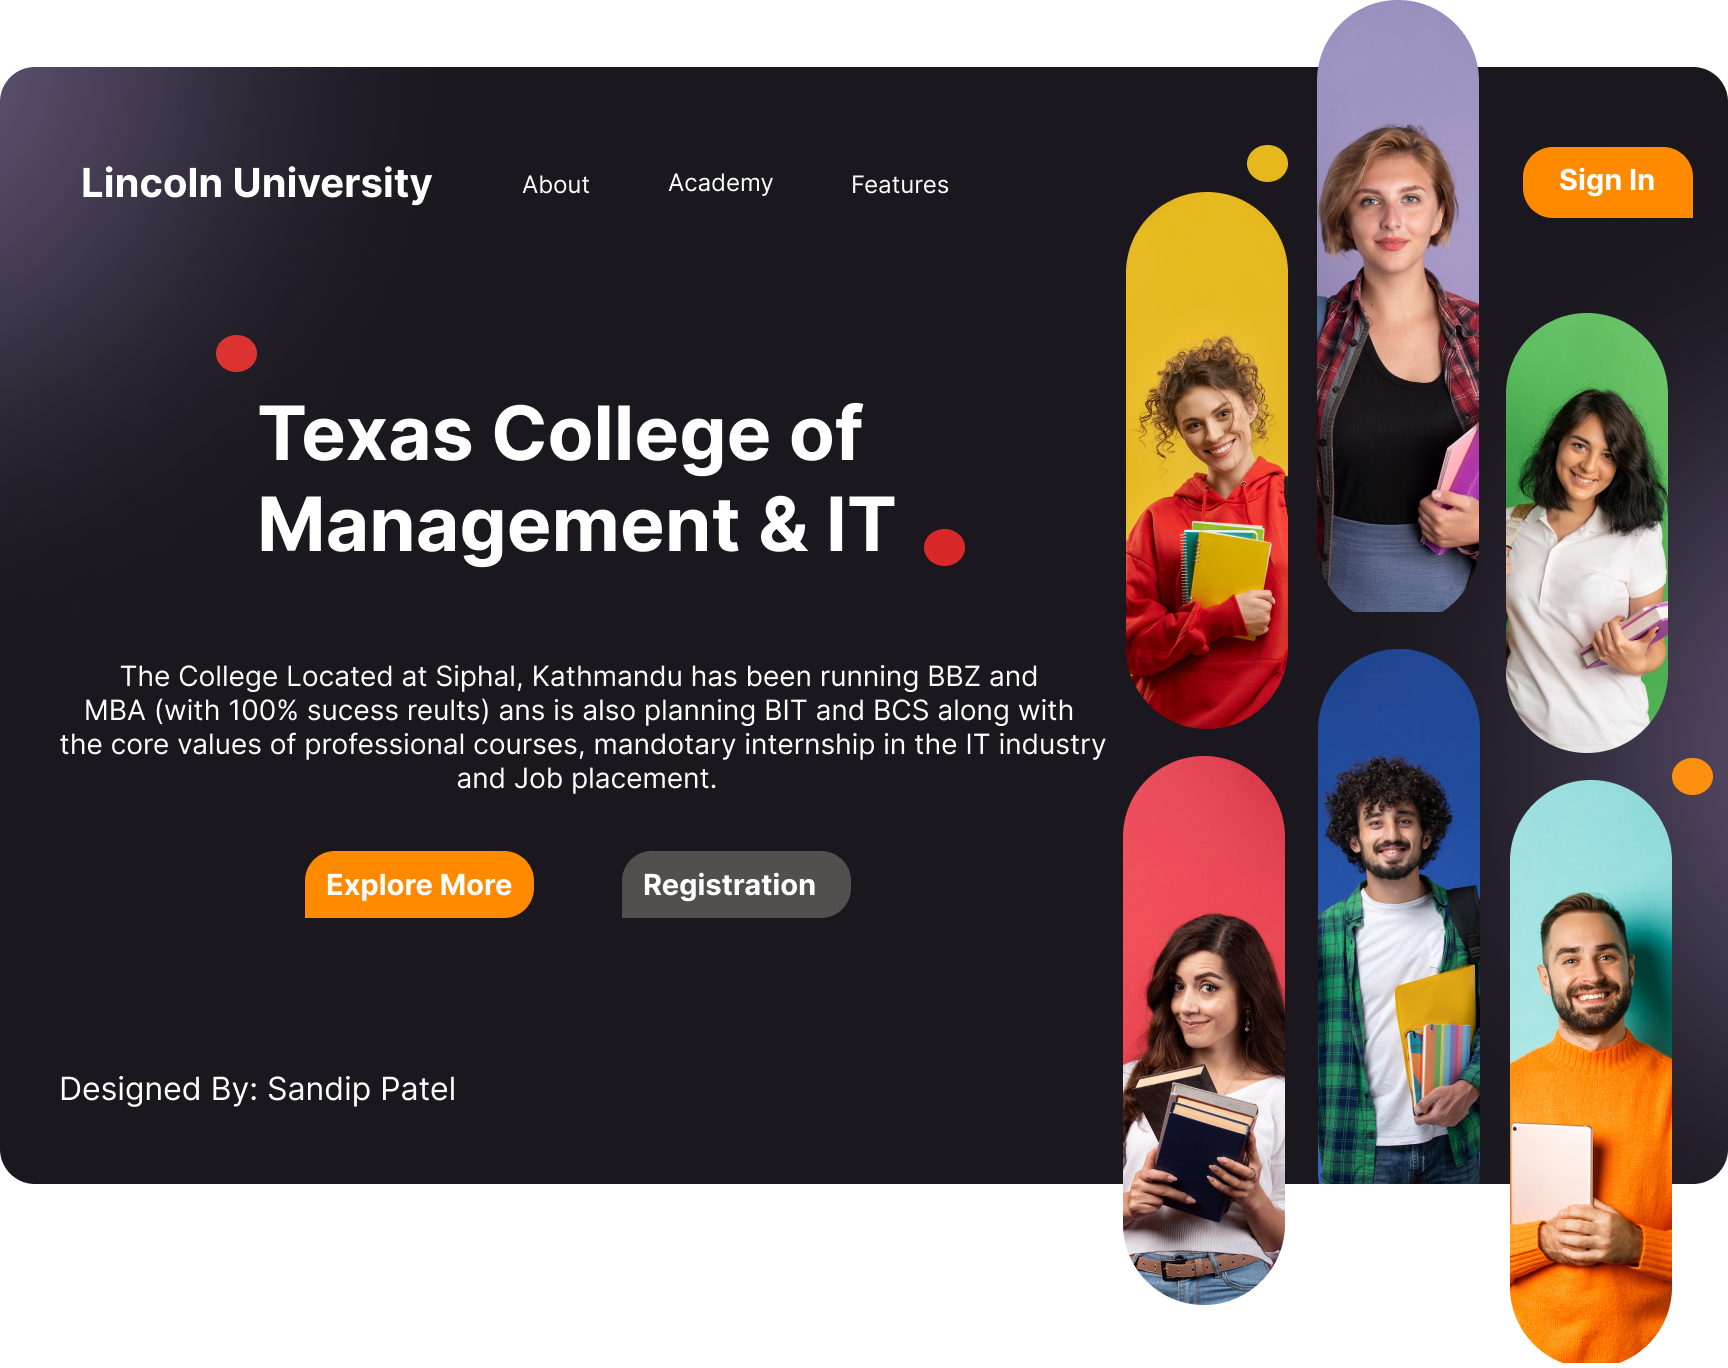 Lincoln University
About
Academy
Features
Sign In
Texas College of
Management & IT
The College Located at Siphal, Kathmandu has been running BBZ and
MBA (with 100% sucess reults) ans is also planning BIT and BCS along with
the core values of professional courses, mandotary internship in the IT industry
and Job placement.
Explore More
Registration
Designed By: Sandip Patel